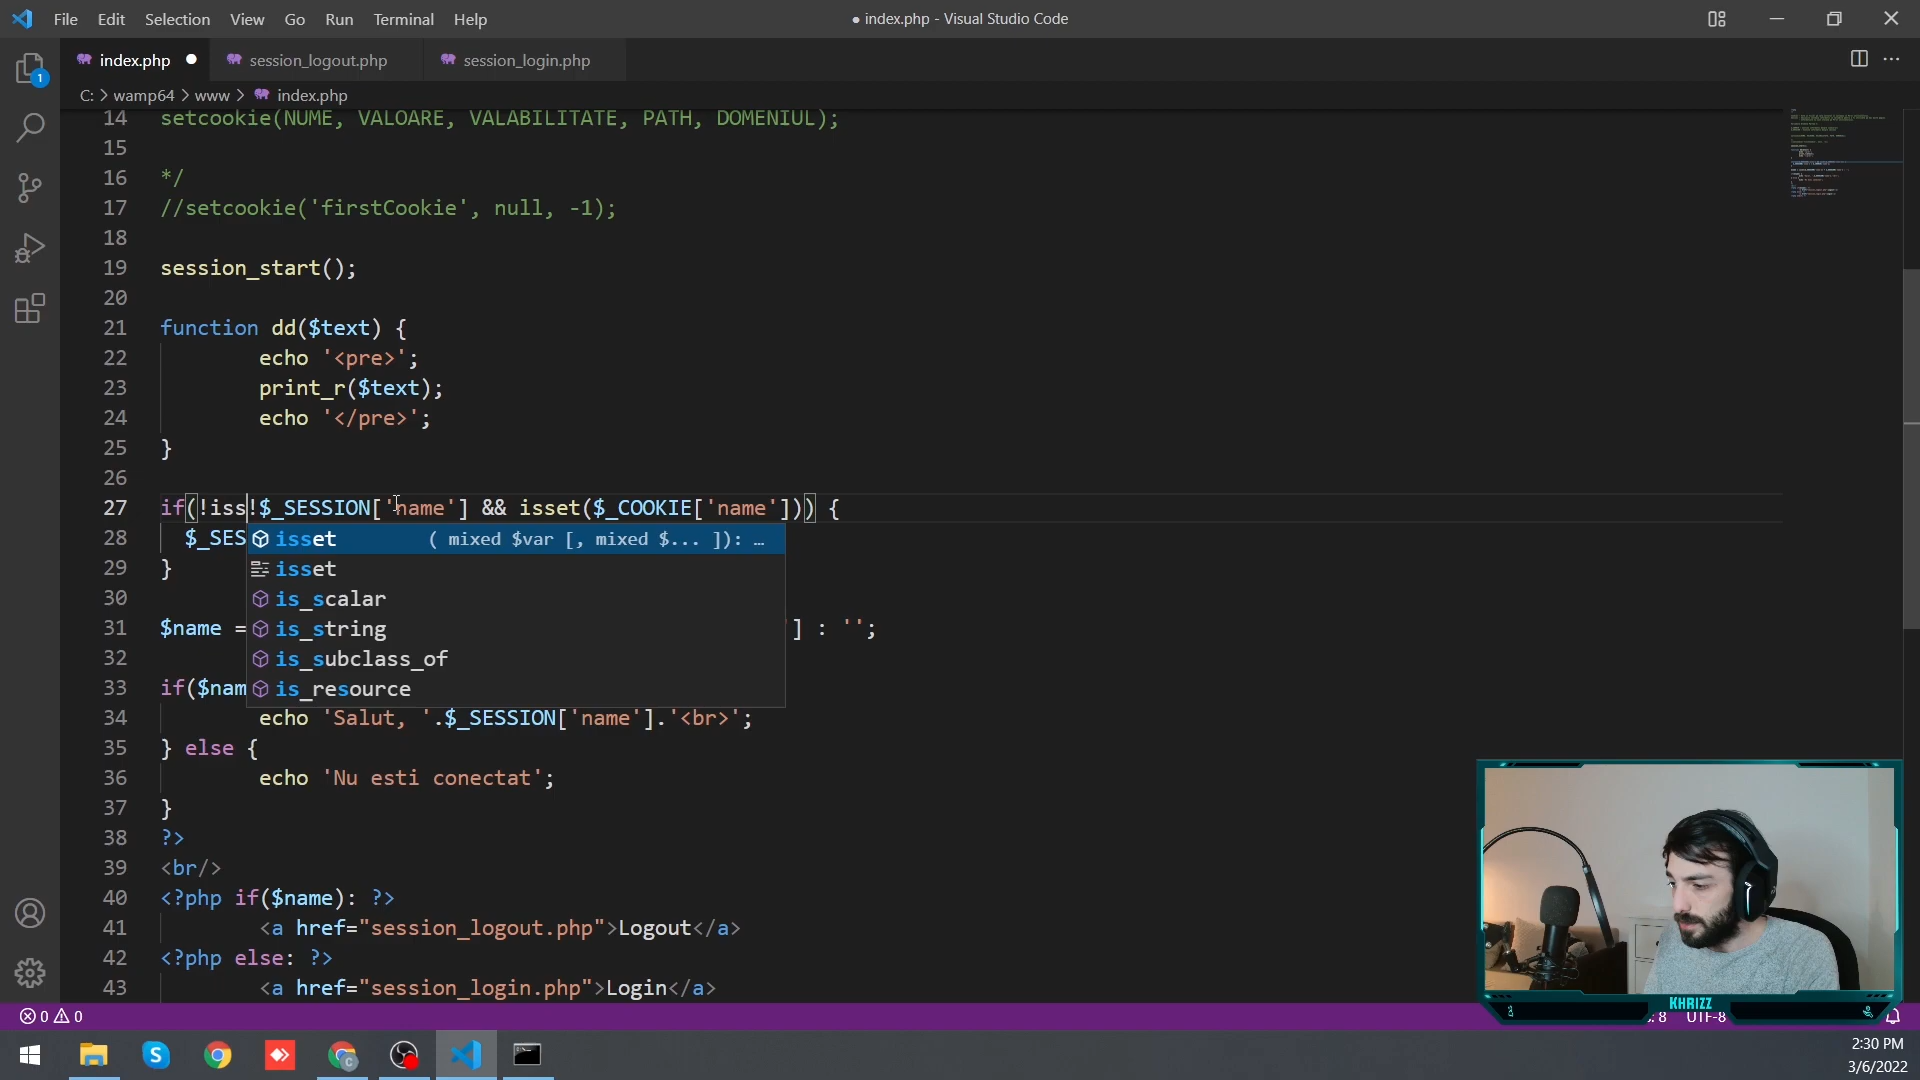 File Edit Selection View Go Run Terminal Help
● index.php - Visual Studio Code
index.php ● session_logout.php session_login.php
C: > wamp64 > www > index.php
14 setcookie(NUME, VALOARE, VALABILITATE, PATH, DOMENIUL);
15
16 */
17 //setcookie('firstCookie', null, -1);
18
19 session_start();
20
21 function dd($text) {
22 echo '<pre>';
23 print_r($text);
24 echo '</pre>';
25 }
26
27 if(!iss!$_SESSION['name'] && isset($_COOKIE['name'])) {
28 $_SES
isset ( mixed $var [, mixed $... ]): …
29 }
isset
30
is_scalar
31 $name = '] : '';
is_string
32
is_subclass_of
33 if($nam
is_resource
34 echo 'Salut, '.$_SESSION['name'].'<br>';
35 } else {
36 echo 'Nu esti conectat';
37 }
38 ?>
39 <br/>
40 <?php if($name): ?>
41 <a href="session_logout.php">Logout</a>
42 <?php else: ?>
43 <a href="session_login.php">Login</a>
KHRIZZ
0 0
: 8 UTF-8
2:30 PM
3/6/2022
1